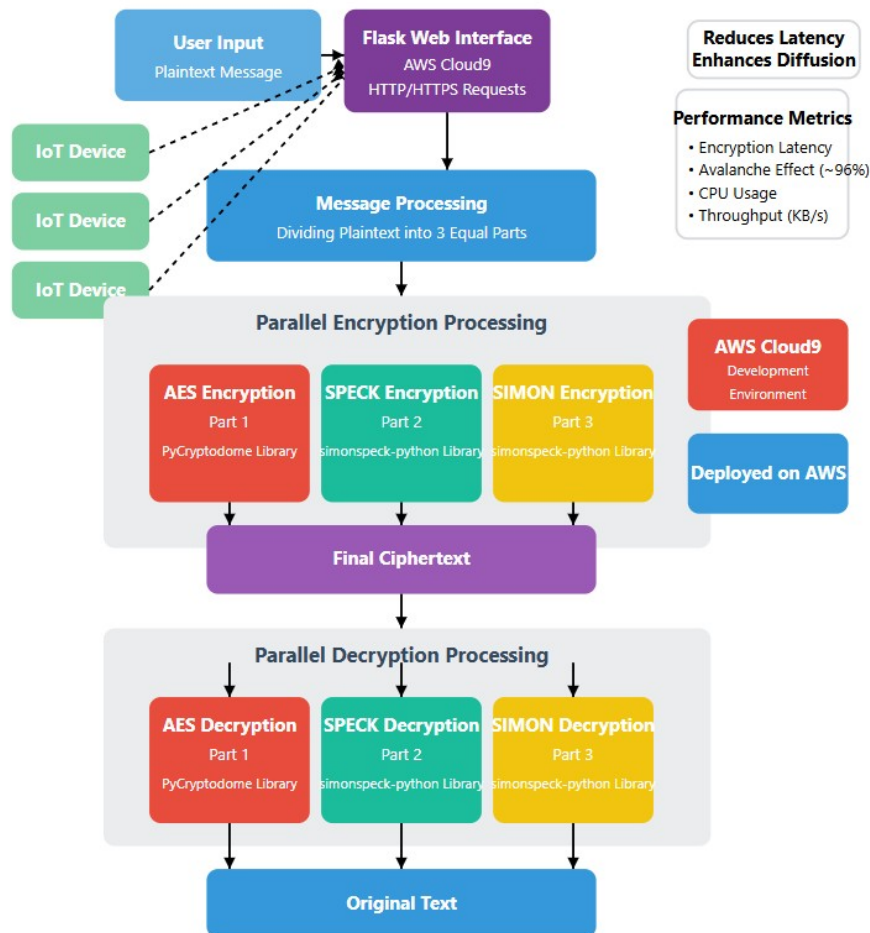 User Input
Plaintext Message
Flask Web Interface
AWS Cloud9
HTTP/HTTPS Requests
Reduces Latency
Enhances Diffusion
Performance Metrics
• Encryption Latency
• Avalanche Effect (~96%)
• CPU Usage
• Throughput (KB/s)
IoT Device
IoT Device
IoT Device
Message Processing
Dividing Plaintext into 3 Equal Parts
Parallel Encryption Processing
AES Encryption
Part 1
PyCryptodome Library
SPECK Encryption
Part 2
simonspeck-python Library
SIMON Encryption
Part 3
simonspeck-python Library
AWS Cloud9
Development
Environment
Deployed on AWS
Final Ciphertext
Parallel Decryption Processing
AES Decryption
Part 1
PyCryptodome Library
SPECK Decryption
Part 2
simonspeck-python Library
SIMON Decryption
Part 3
simonspeck-python Library
Original Text